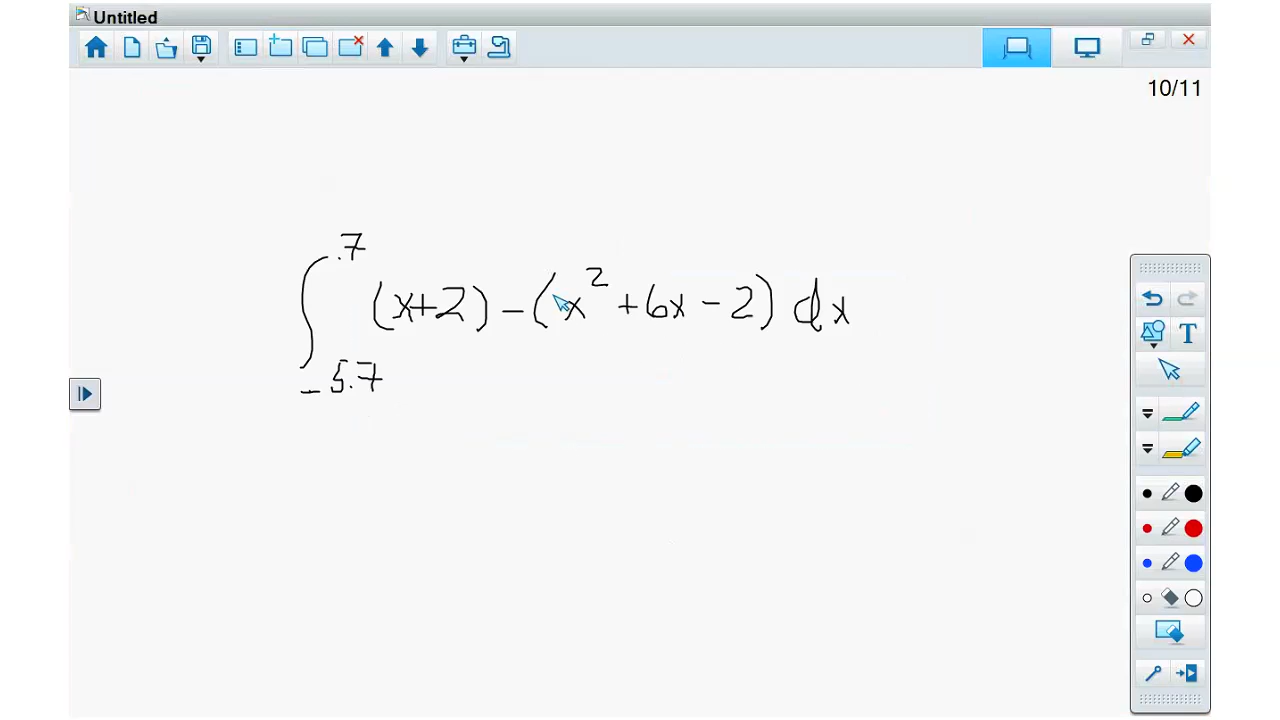 Untitled
10/11
.7
(x+2) - (x² + 6x - 2) dx
∫
- 5.7
T